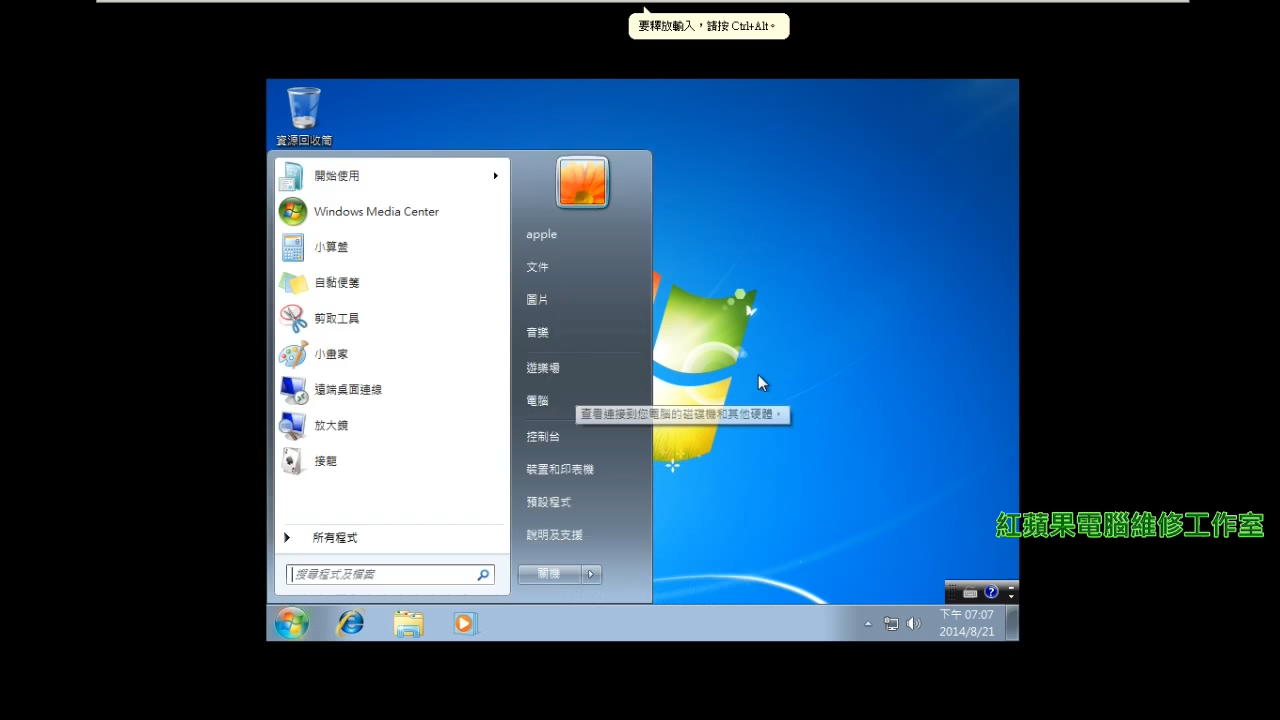 要釋放輸入，請按 Ctrl+Alt。
資源回收筒
開始使用
Windows Media Center
小算盤
自黏便箋
剪取工具
小畫家
遠端桌面連線
放大鏡
接龍
所有程式
搜尋程式及檔案
apple
文件
圖片
音樂
遊樂場
電腦
查看連接到您電腦的磁碟機和其他硬體。
控制台
裝置和印表機
預設程式
說明及支援
關機
紅蘋果電腦維修工作室
下午 07:07
2014/8/21